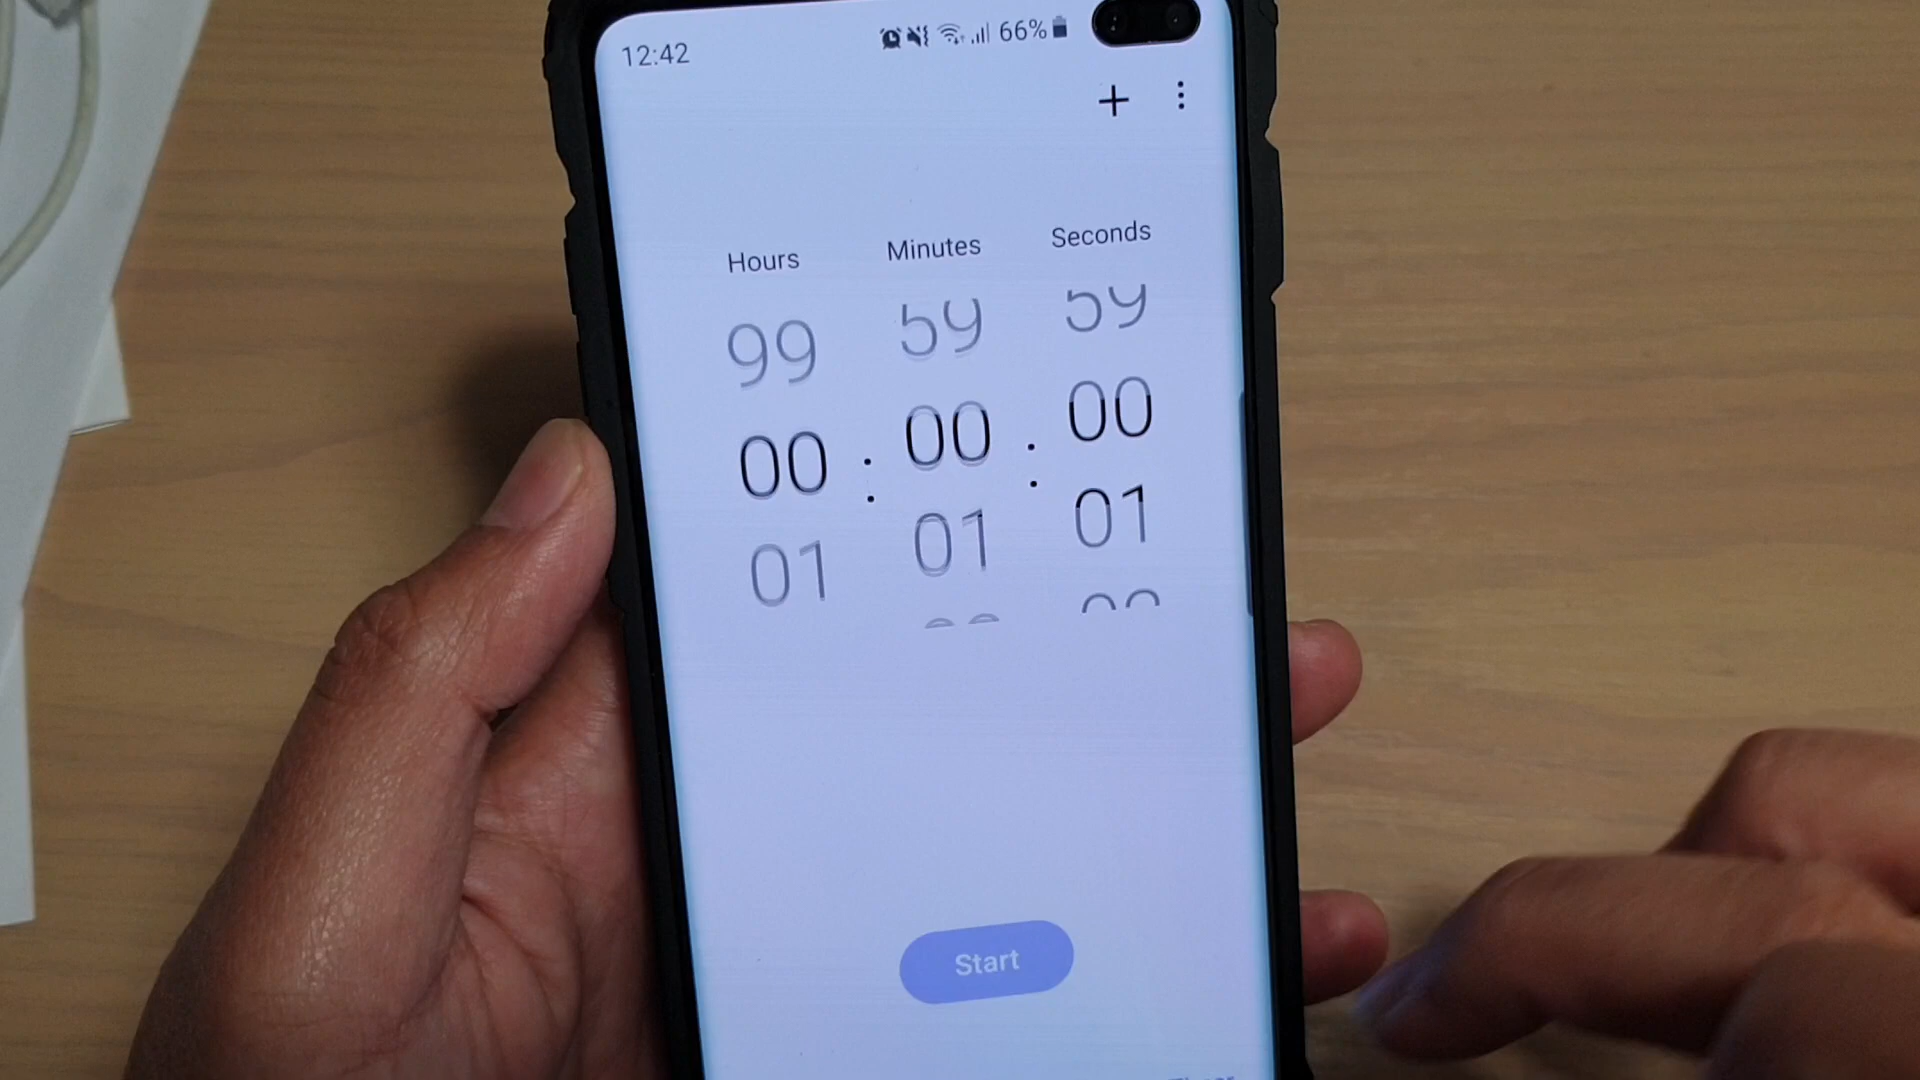 12:42 66%
+
Hours Minutes Seconds
99 59 59
00 : 00 : 00
01 01 01
Start